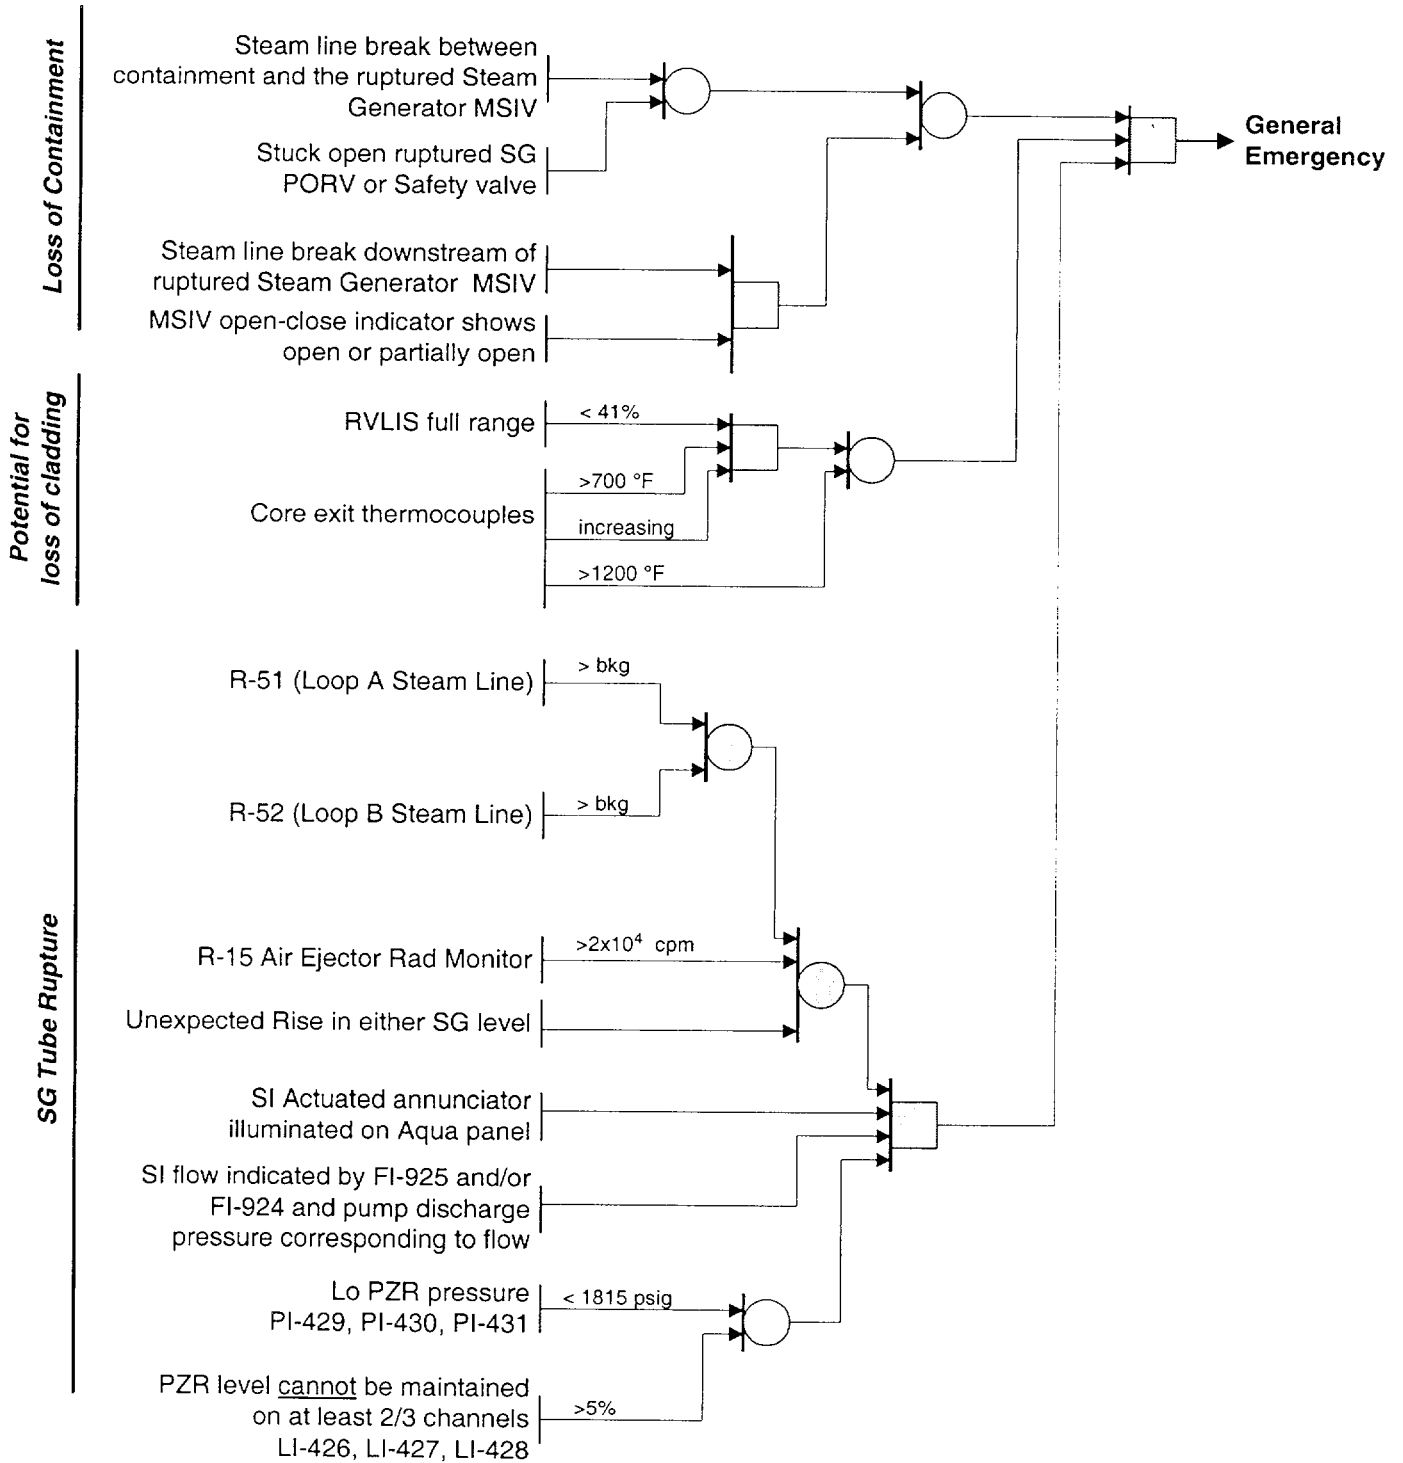 Loss of Containment
Steam line break between
containment and the ruptured Steam
Generator MSIV
Stuck open ruptured SG
PORV or Safety valve
General
Emergency
Steam line break downstream of
ruptured Steam Generator MSIV
MSIV open-close indicator shows
open or partially open
Potential for
loss of cladding
RVLIS full range
< 41%
Core exit thermocouples
>700 °F
increasing
>1200 °F
SG Tube Rupture
R-51 (Loop A Steam Line)
> bkg
R-52 (Loop B Steam Line)
> bkg
R-15 Air Ejector Rad Monitor
>2x10⁴ cpm
Unexpected Rise in either SG level
SI Actuated annunciator
illuminated on Aqua panel
SI flow indicated by FI-925 and/or
FI-924 and pump discharge
pressure corresponding to flow
Lo PZR pressure
PI-429, PI-430, PI-431
< 1815 psig
PZR level cannot be maintained
on at least 2/3 channels
LI-426, LI-427, LI-428
>5%